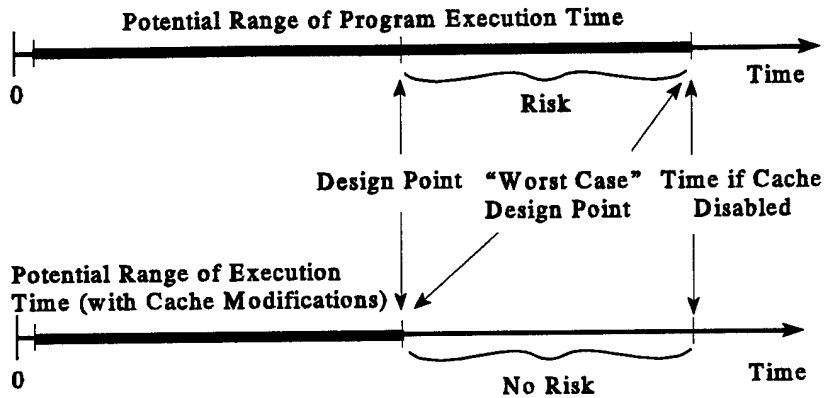 Potential Range of Program Execution Time
0
Time
Risk
Design Point
“Worst Case”
Design Point
Time if Cache
Disabled
Potential Range of Execution
Time (with Cache Modifications)
0
Time
No Risk